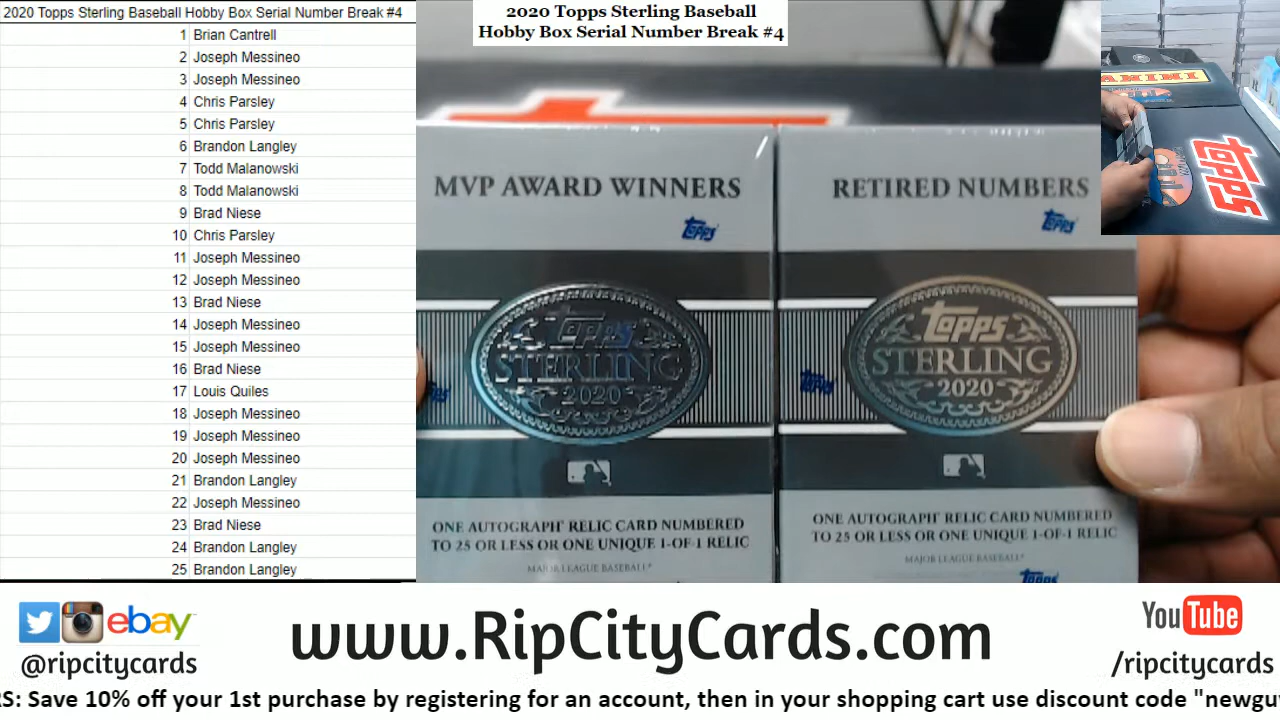 2020 Topps Sterling Baseball Hobby Box Serial Number Break #4
1 Brian Cantrell
2 Joseph Messineo
3 Joseph Messineo
4 Chris Parsley
5 Chris Parsley
6 Brandon Langley
7 Todd Malanowski
8 Todd Malanowski
9 Brad Niese
10 Chris Parsley
11 Joseph Messineo
12 Joseph Messineo
13 Brad Niese
14 Joseph Messineo
15 Joseph Messineo
16 Brad Niese
17 Louis Quiles
18 Joseph Messineo
19 Joseph Messineo
20 Joseph Messineo
21 Brandon Langley
22 Joseph Messineo
23 Brad Niese
24 Brandon Langley
25 Brandon Langley
2020 Topps Sterling Baseball
Hobby Box Serial Number Break #4
MVP AWARD WINNERS
Topps
Topps
STERLING
2020
ONE AUTOGRAPH RELIC CARD NUMBERED
TO 25 OR LESS OR ONE UNIQUE 1-OF-1 RELIC
MAJOR LEAGUE BASEBALL
RETIRED NUMBERS
Topps
Topps
Topps
STERLING
2020
ONE AUTOGRAPH RELIC CARD NUMBERED
TO 25 OR LESS OR ONE UNIQUE 1-OF-1 RELIC
MAJOR LEAGUE BASEBALL
Topps
PANINI
Topps
ebay
@ripcitycards
www.RipCityCards.com
YouTube
/ripcitycards
RS: Save 10% off your 1st purchase by registering for an account, then in your shopping cart use discount code "newgu